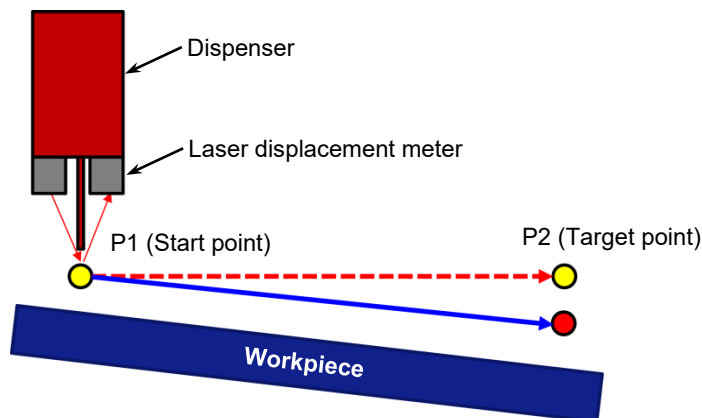 Dispenser
Laser displacement meter
P1 (Start point)
P2 (Target point)
Workpiece